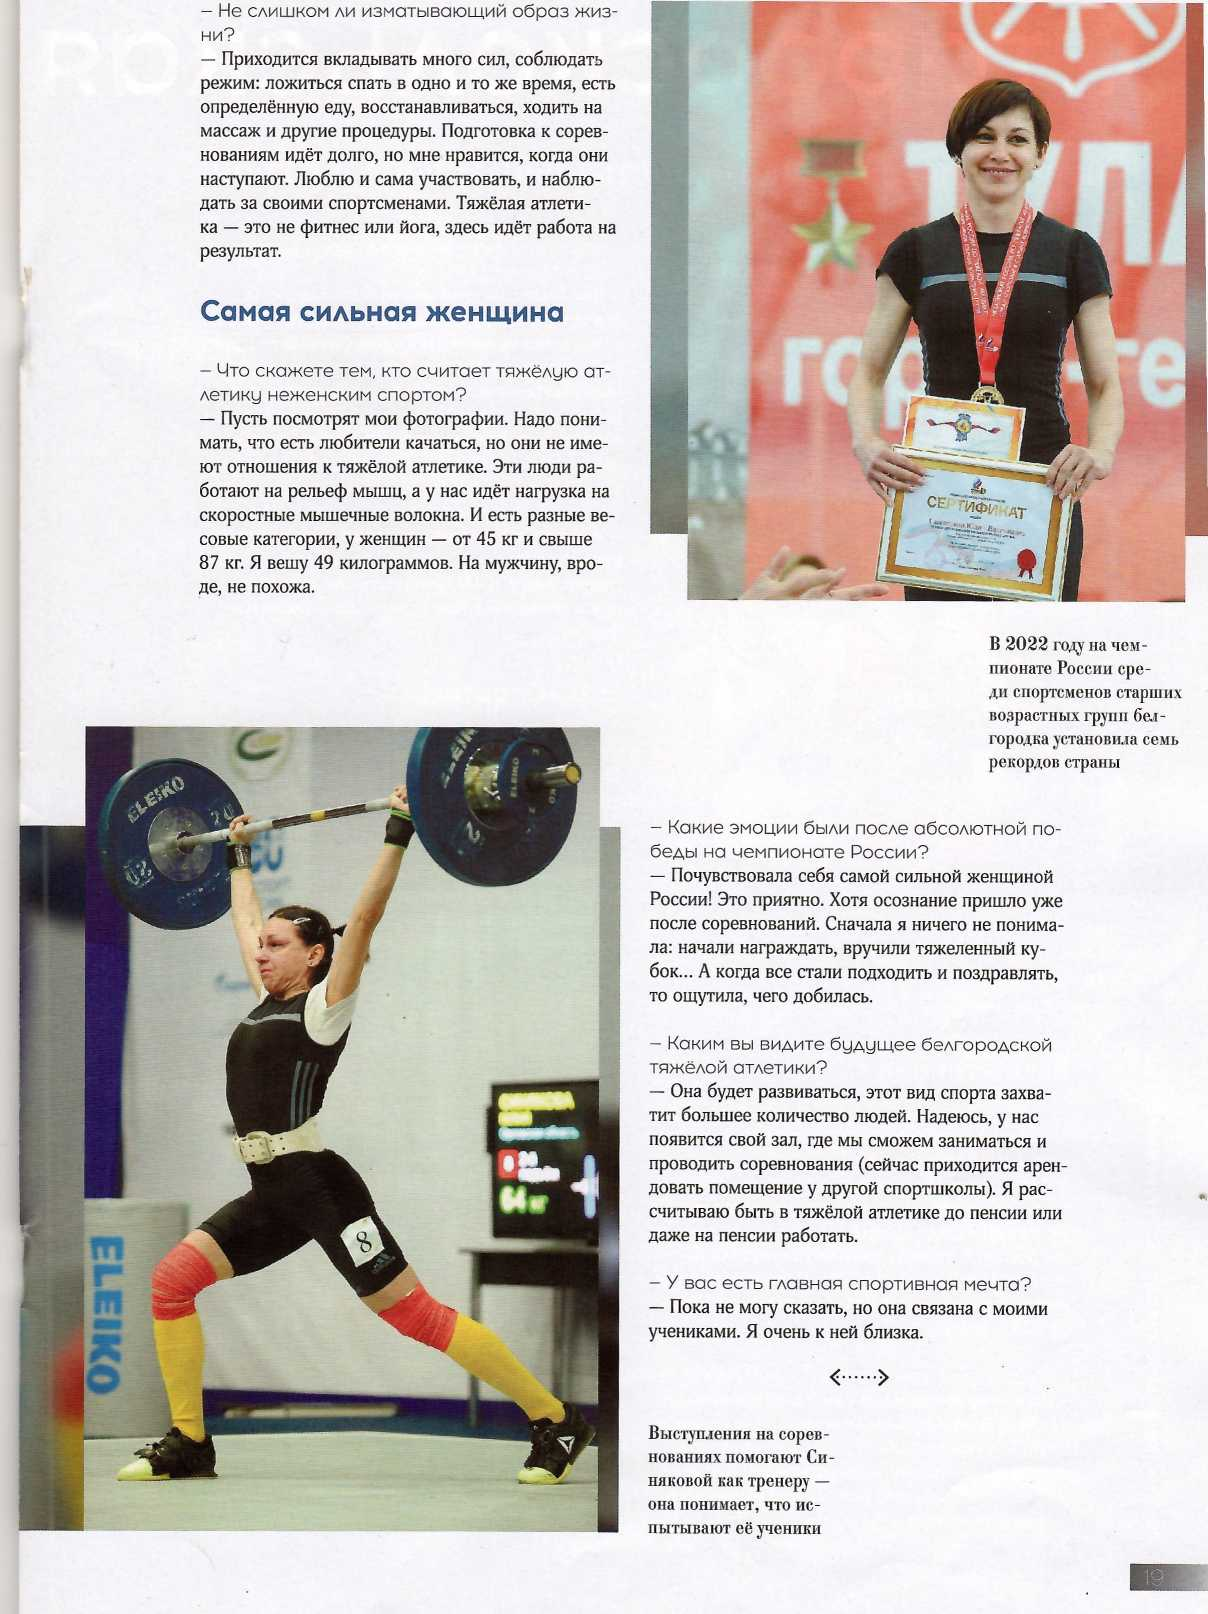 – Не слишком ли изматывающий образ жиз-
ни?
— Приходится вкладывать много сил, соблюдать
режим: ложиться спать в одно и то же время, есть
определённую еду, восстанавливаться, ходить на
массаж и другие процедуры. Подготовка к сорев-
нованиям идёт долго, но мне нравится, когда они
наступают. Люблю и сама участвовать, и наблю-
дать за своими спортсменами. Тяжёлая атлети-
ка — это не фитнес или йога, здесь идёт работа на
результат.
Самая сильная женщина
– Что скажете тем, кто считает тяжёлую ат-
летику неженским спортом?
— Пусть посмотрят мои фотографии. Надо пони-
мать, что есть любители качаться, но они не име-
ют отношения к тяжёлой атлетике. Эти люди ра-
ботают на рельеф мышц, а у нас идёт нагрузка на
скоростные мышечные волокна. И есть разные ве-
совые категории, у женщин — от 45 кг и свыше
87 кг. Я вешу 49 килограммов. На мужчину, вро-
де, не похожа.
ТУЛА
СЕРТИФИКАТ
В 2022 году на чем-
пионате России сре-
ди спортсменов старших
возрастных групп бел-
городка установила семь
рекордов страны
ELEIKO
20
ELEIKO
ELEIKO
8
64 кг
ELEIKO
– Какие эмоции были после абсолютной по-
беды на чемпионате России?
— Почувствовала себя самой сильной женщиной
России! Это приятно. Хотя осознание пришло уже
после соревнований. Сначала я ничего не понима-
ла: начали награждать, вручили тяжеленный ку-
бок... А когда все стали подходить и поздравлять,
то ощутила, чего добилась.
– Каким вы видите будущее белгородской
тяжёлой атлетики?
— Она будет развиваться, этот вид спорта захва-
тит большее количество людей. Надеюсь, у нас
появится свой зал, где мы сможем заниматься и
проводить соревнования (сейчас приходится арен-
довать помещение у другой спортшколы). Я рас-
считываю быть в тяжёлой атлетике до пенсии или
даже на пенсии работать.
– У вас есть главная спортивная мечта?
— Пока не могу сказать, но она связана с моими
учениками. Я очень к ней близка.
Выступления на сорев-
нованиях помогают Си-
няковой как тренеру —
она понимает, что ис-
пытывают её ученики
19